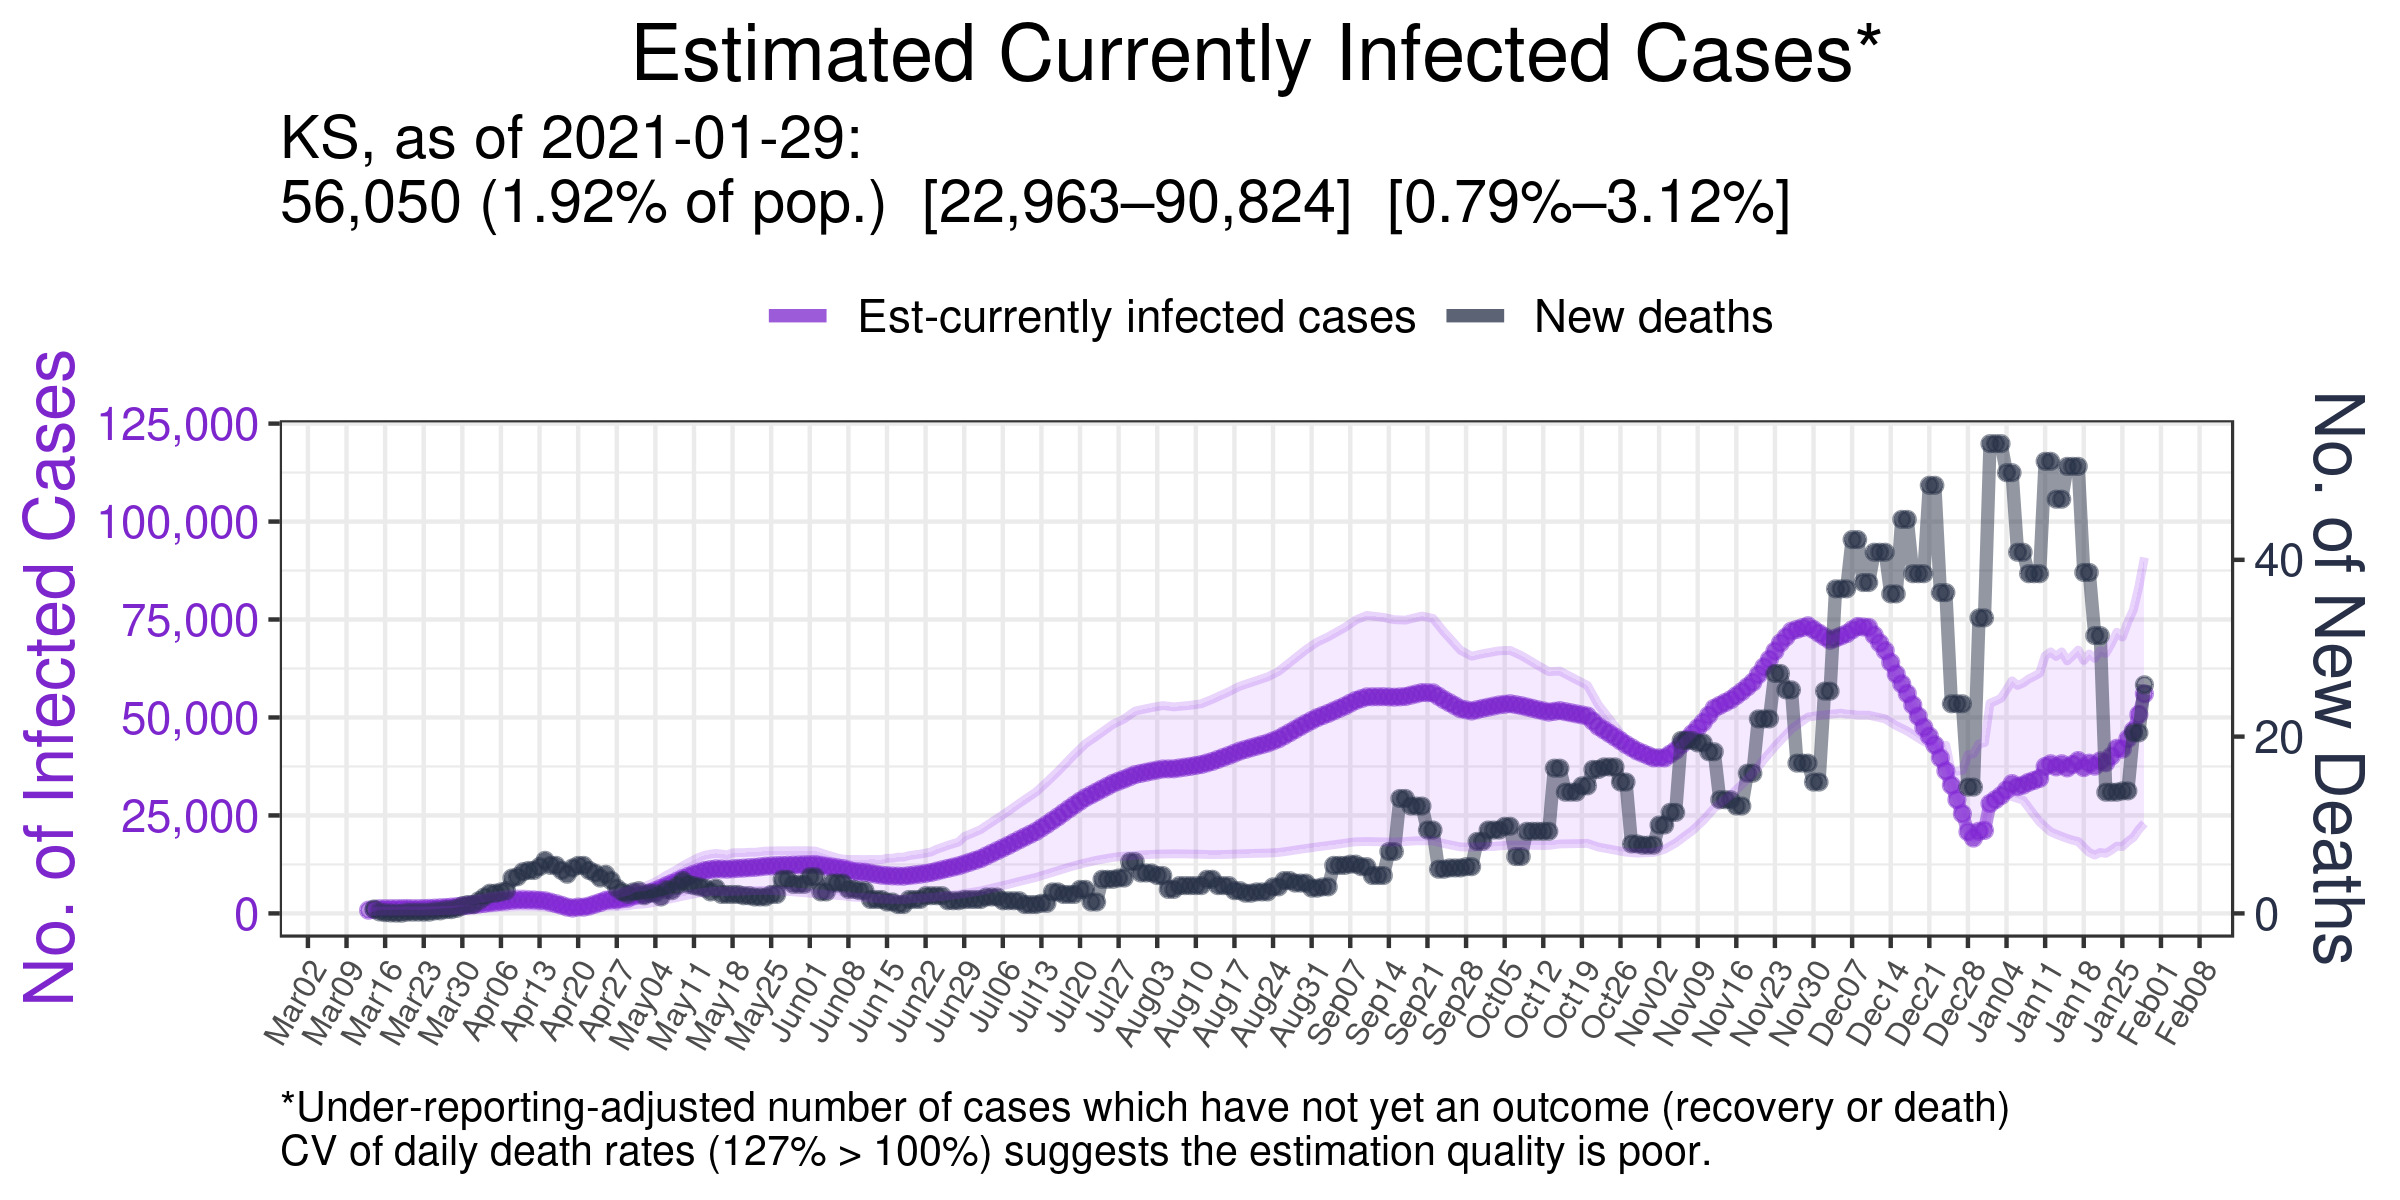 Estimated Currently Infected Cases*
KS, as of 2021-01-29:
56,050 (1.92% of pop.)  [22,963–90,824]  [0.79%–3.12%]
Est-currently infected cases
New deaths
No. of Infected Cases
125,000
100,000
75,000
50,000
25,000
0
No. of New Deaths
40
20
0
Mar02
Mar09
Mar16
Mar23
Mar30
Apr06
Apr13
Apr20
Apr27
May04
May11
May18
May25
Jun01
Jun08
Jun15
Jun22
Jun29
Jul06
Jul13
Jul20
Jul27
Aug03
Aug10
Aug17
Aug24
Aug31
Sep07
Sep14
Sep21
Sep28
Oct05
Oct12
Oct19
Oct26
Nov02
Nov09
Nov16
Nov23
Nov30
Dec07
Dec14
Dec21
Dec28
Jan04
Jan11
Jan18
Jan25
Feb01
Feb08
*Under-reporting-adjusted number of cases which have not yet an outcome (recovery or death)
CV of daily death rates (127% > 100%) suggests the estimation quality is poor.